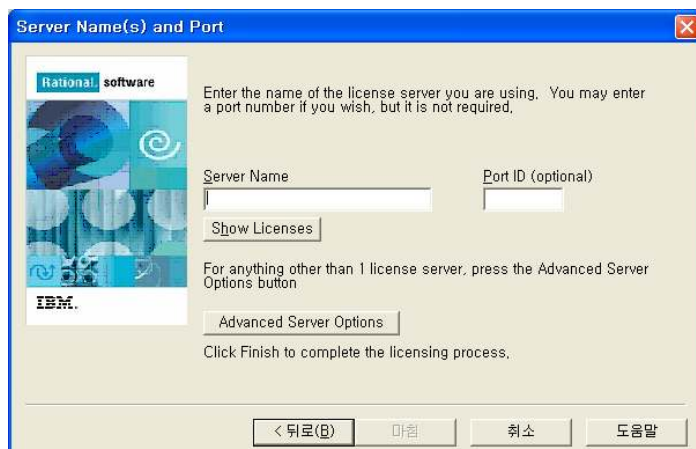 Server Name(s) and Port
Rational. software
Enter the name of the license server you are using. You may enter
a port number if you wish, but it is not required.
Server Name
Port ID (optional)
Show Licenses
For anything other than 1 license server, press the Advanced Server
Options button
IBM.
Advanced Server Options
Click Finish to complete the licensing process.
< 뒤로(B)
마침
취소
도움말